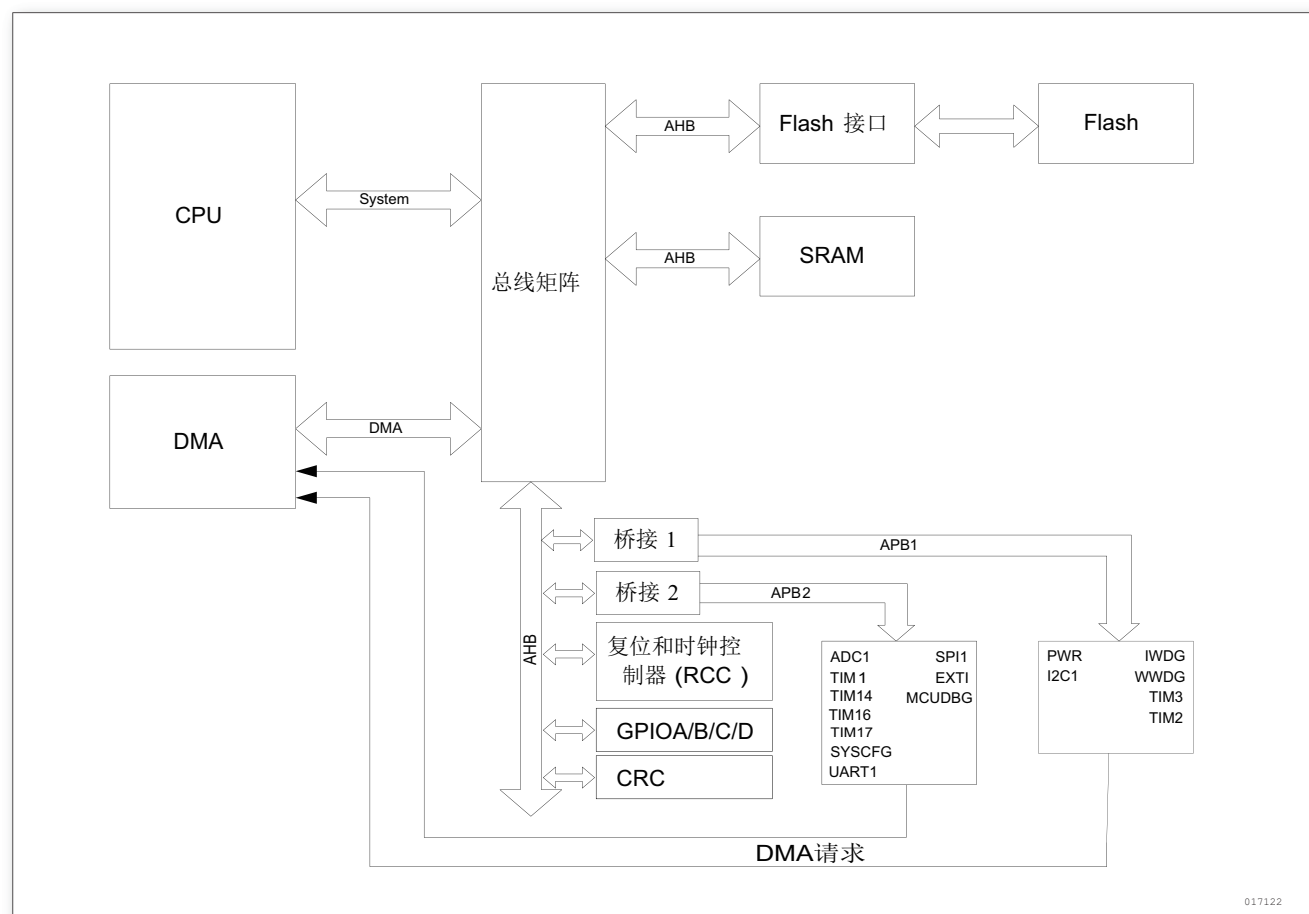 CPU
System
总线矩阵
AHB
Flash 接口
Flash
AHB
SRAM
DMA
DMA
AHB
桥接 1
APB1
桥接 2
APB2
复位和时钟控
制器 (RCC )
GPIOA/B/C/D
CRC
ADC1 SPI1
TIM 1 EXTI
TIM14 MCUDBG
TIM16
TIM17
SYSCFG
UART1
PWR IWDG
I2C1 WWDG
TIM3
TIM2
DMA请求
017122